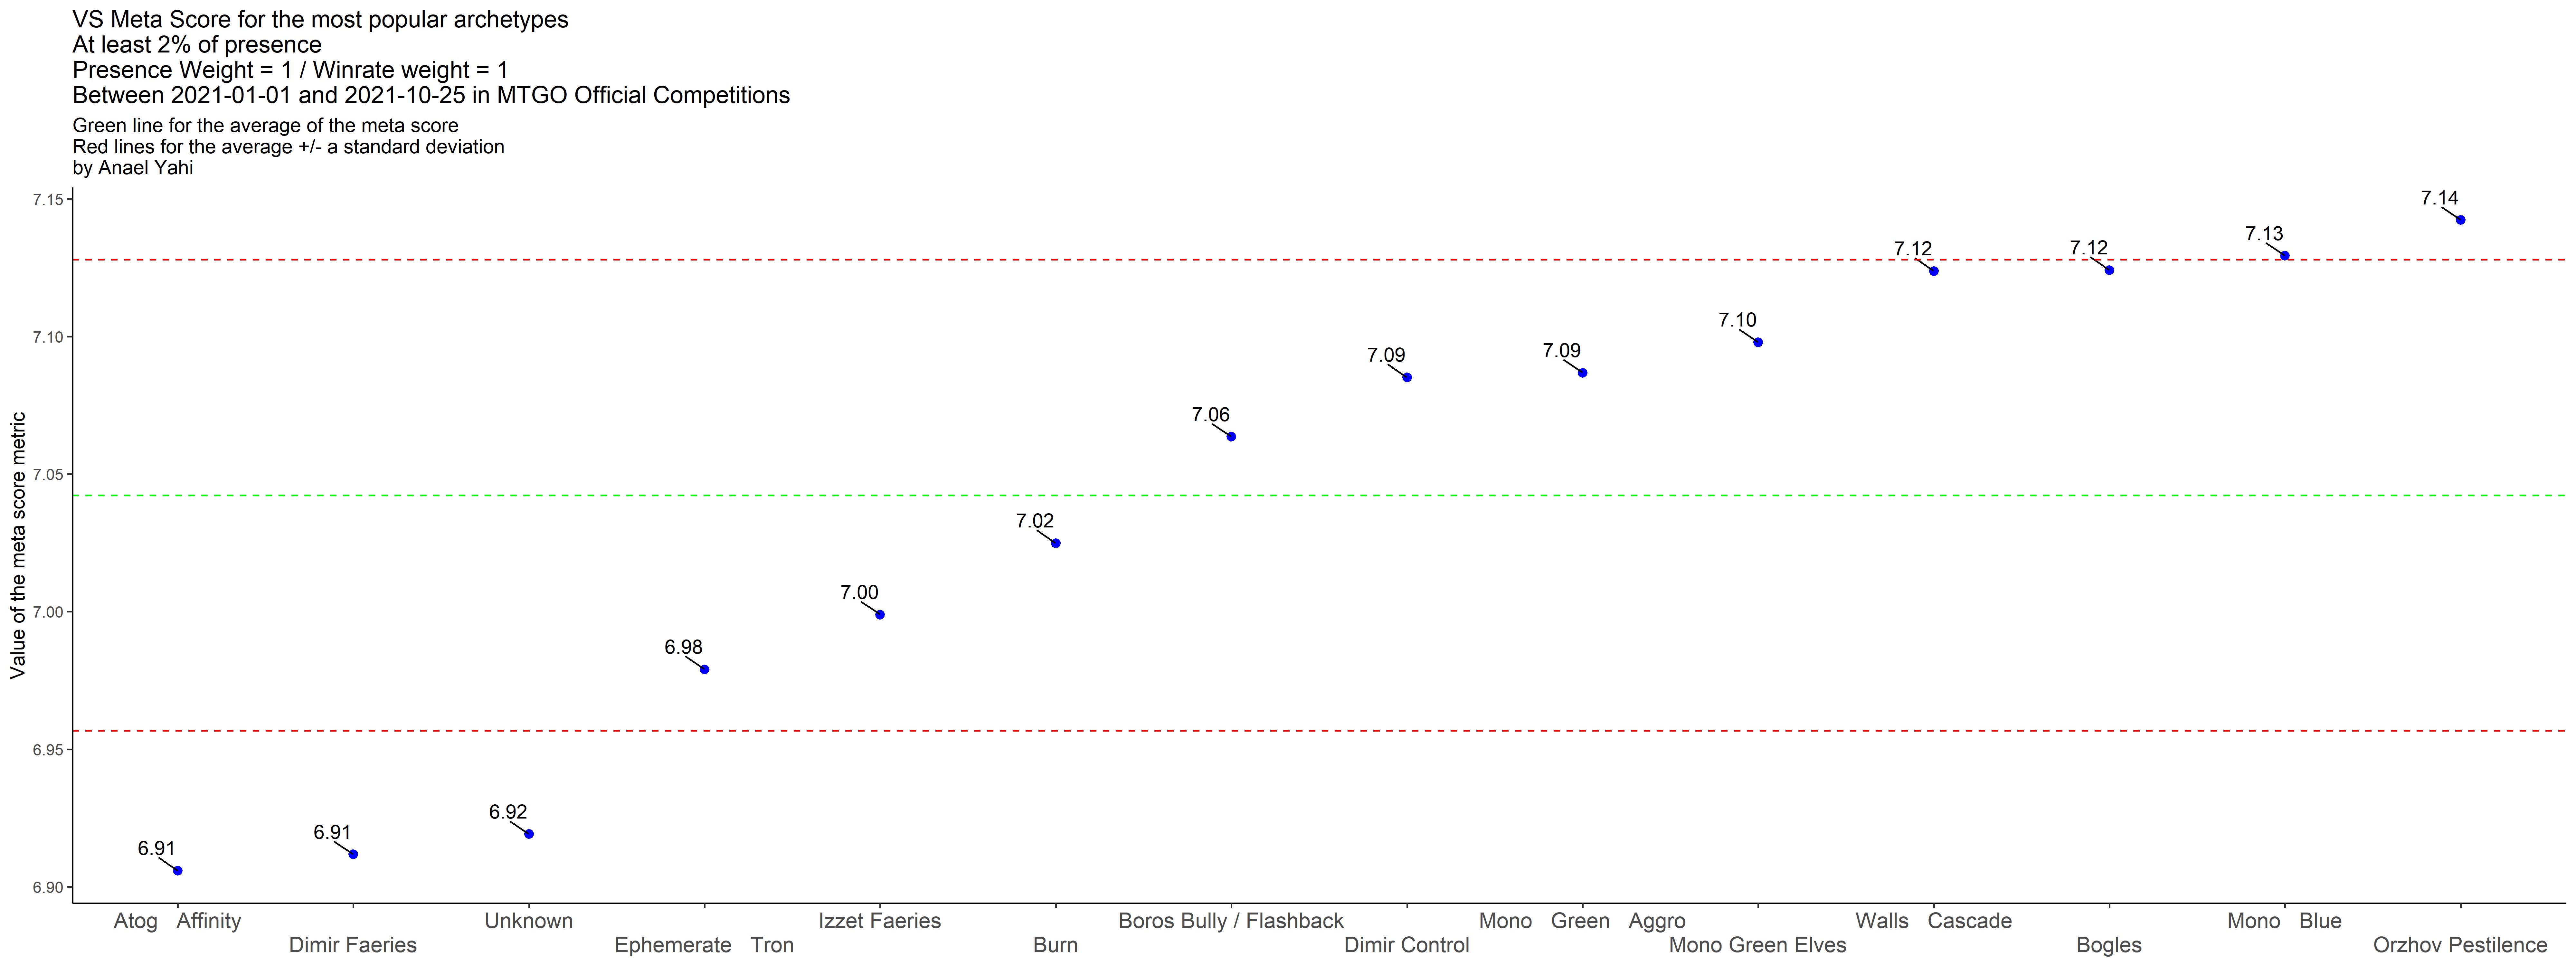 VS Meta Score for the most popular archetypes
At least 2% of presence
Presence Weight = 1 / Winrate weight = 1
Between 2021-01-01 and 2021-10-25 in MTGO Official Competitions
Green line for the average of the meta score
Red lines for the average +/- a standard deviation
by Anael Yahi
Value of the meta score metric
7.15
7.10
7.05
7.00
6.95
6.90
6.91
6.91
6.92
6.98
7.00
7.02
7.06
7.09
7.09
7.10
7.12
7.12
7.13
7.14
Atog Affinity
Dimir Faeries
Unknown
Ephemerate Tron
Izzet Faeries
Burn
Boros Bully / Flashback
Dimir Control
Mono Green Aggro
Mono Green Elves
Walls Cascade
Bogles
Mono Blue
Orzhov Pestilence